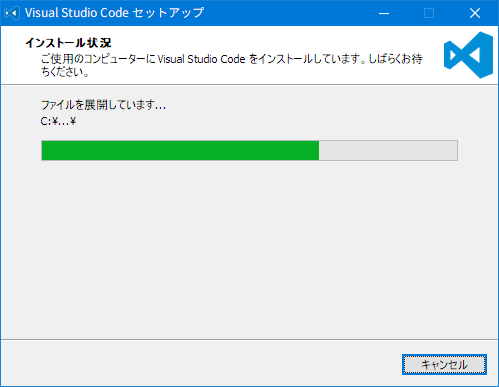 Visual Studio Code セットアップ
インストール状況
ご使用のコンピューターに Visual Studio Code をインストールしています。しばらくお待
ちください。
ファイルを展開しています...
C:¥...¥
キャンセル